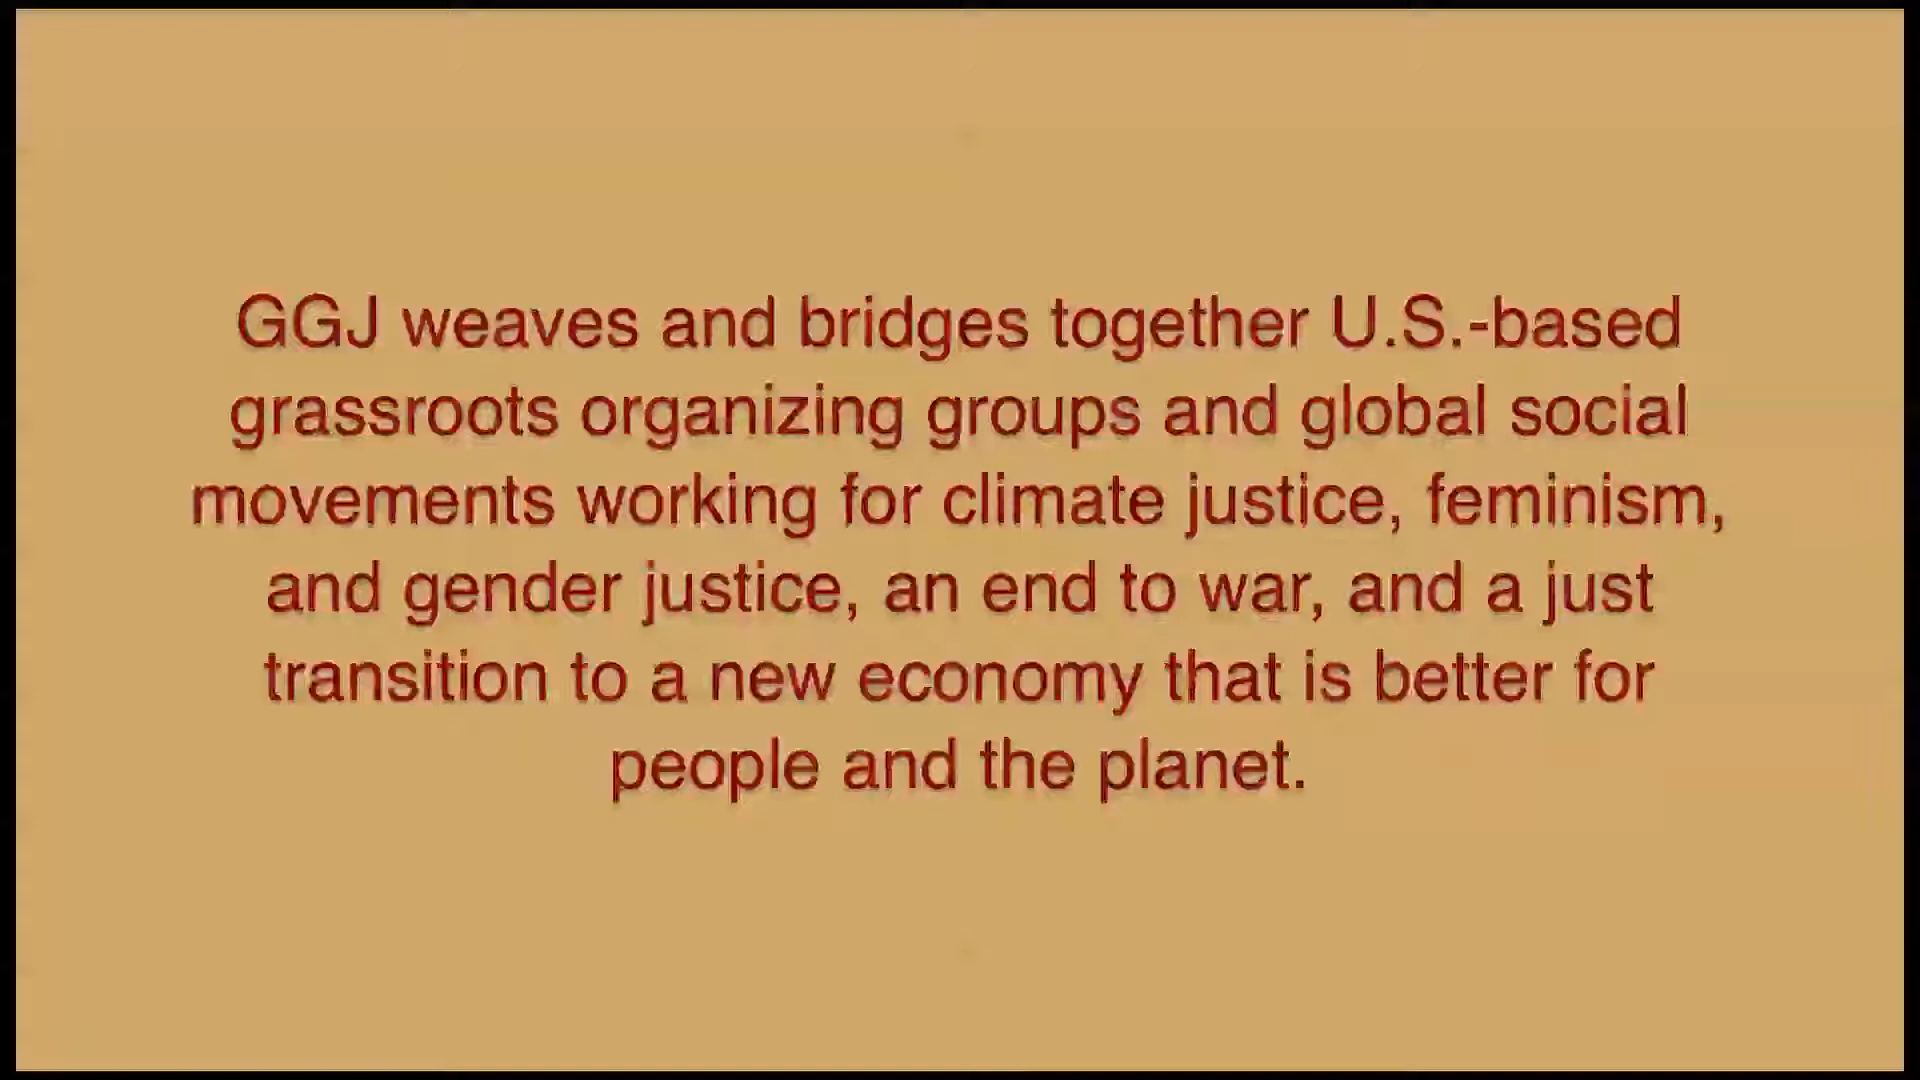 GGJ weaves and bridges together U.S.-based
grassroots organizing groups and global social
movements working for climate justice, feminism,
and gender justice, an end to war, and a just
transition to a new economy that is better for
people and the planet.